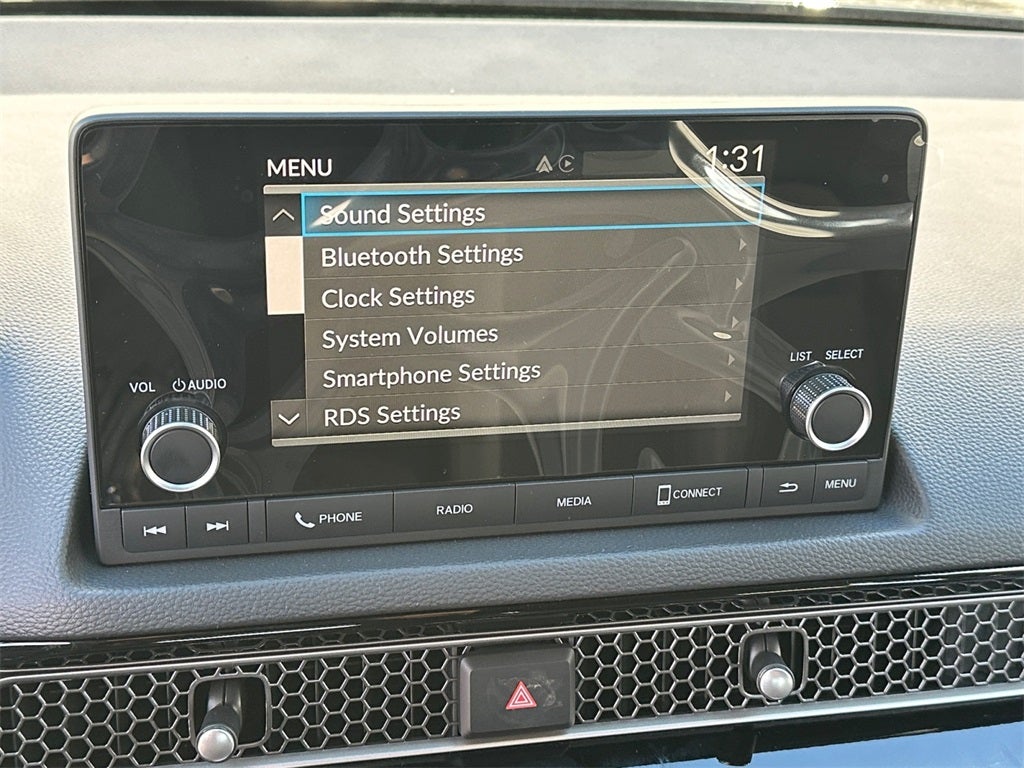 MENU
1:31
Sound Settings
Bluetooth Settings
Clock Settings
System Volumes
Smartphone Settings
RDS Settings
VOL AUDIO
LIST SELECT
PHONE
RADIO
MEDIA
CONNECT
MENU